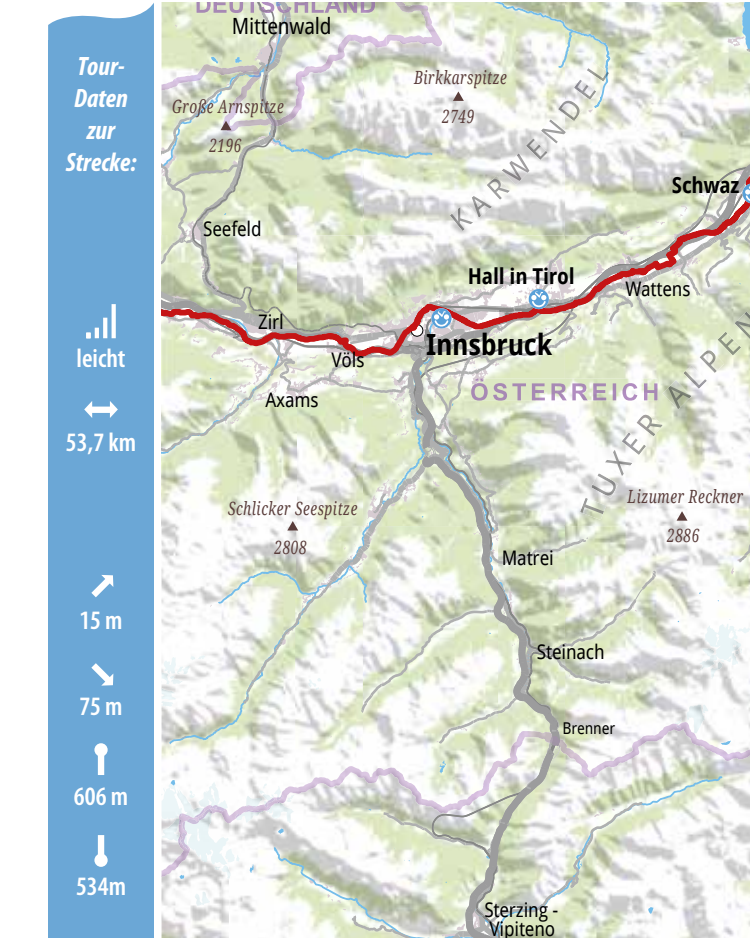 Tour-
Daten
zur
Strecke:
leicht
53,7 km
15 m
75 m
606 m
534m
DEUTSCHLAND
Mittenwald
Birkkarspitze
2749
Große Arnspitze
2196
KARWENDEL
Schwaz
Seefeld
Hall in Tirol
Wattens
Zirl
Innsbruck
Völs
ÖSTERREICH
Axams
TUXER ALPEN
Schlicker Seespitze
2808
Lizumer Reckner
2886
Matrei
Steinach
Brenner
Sterzing -
Vipiteno